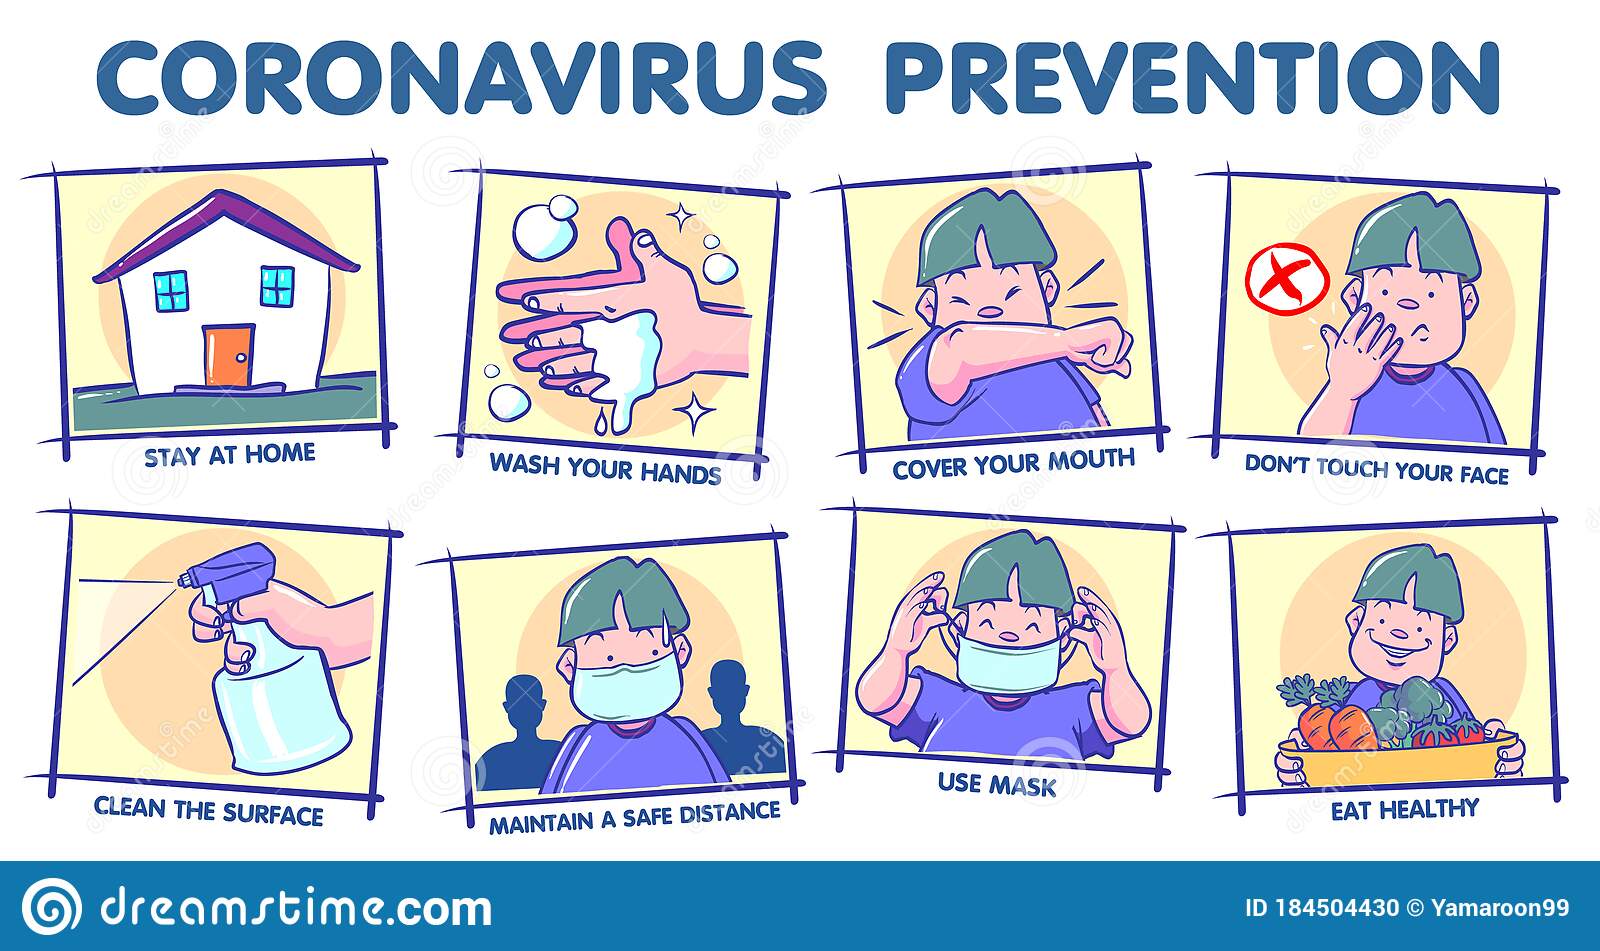 CORONAVIRUS PREVENTION
STAY AT HOME
WASH YOUR HANDS
COVER YOUR MOUTH
DON'T TOUCH YOUR FACE
CLEAN THE SURFACE
MAINTAIN A SAFE DISTANCE
USE MASK
EAT HEALTHY
dreamstime.com
ID 184504430 © Yamaroon99